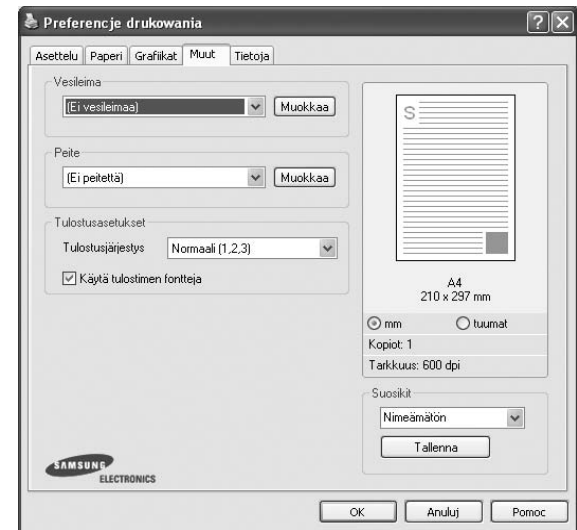 Preferencje drukowania
Asettelu Paperi Grafiikat Muut Tietoja
Vesileima
(Ei vesileimaa) Muokkaa
Peite
(Ei peitettä) Muokkaa
Tulostusasetukset
Tulostusjärjestys Normaali (1,2,3)
Käytä tulostimen fontteja
S
A4
210 x 297 mm
mm tuumat
Kopiot: 1
Tarkkuus: 600 dpi
Suosikit
Nimeämätön
Tallenna
SAMSUNG
ELECTRONICS
OK Anuluj Pomoc